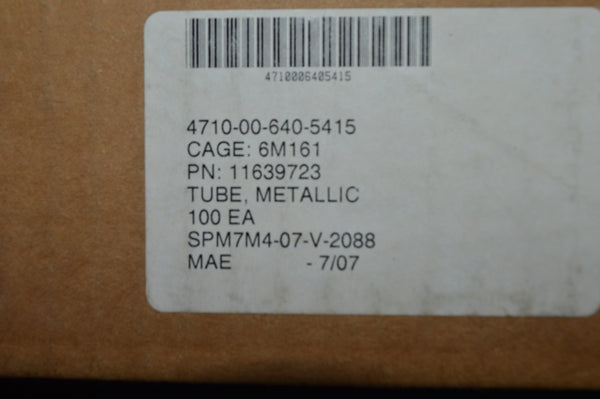 4710006405415
4710-00-640-5415
CAGE: 6M161
PN: 11639723
TUBE, METALLIC
100 EA
SPM7M4-07-V-2088
MAE - 7/07